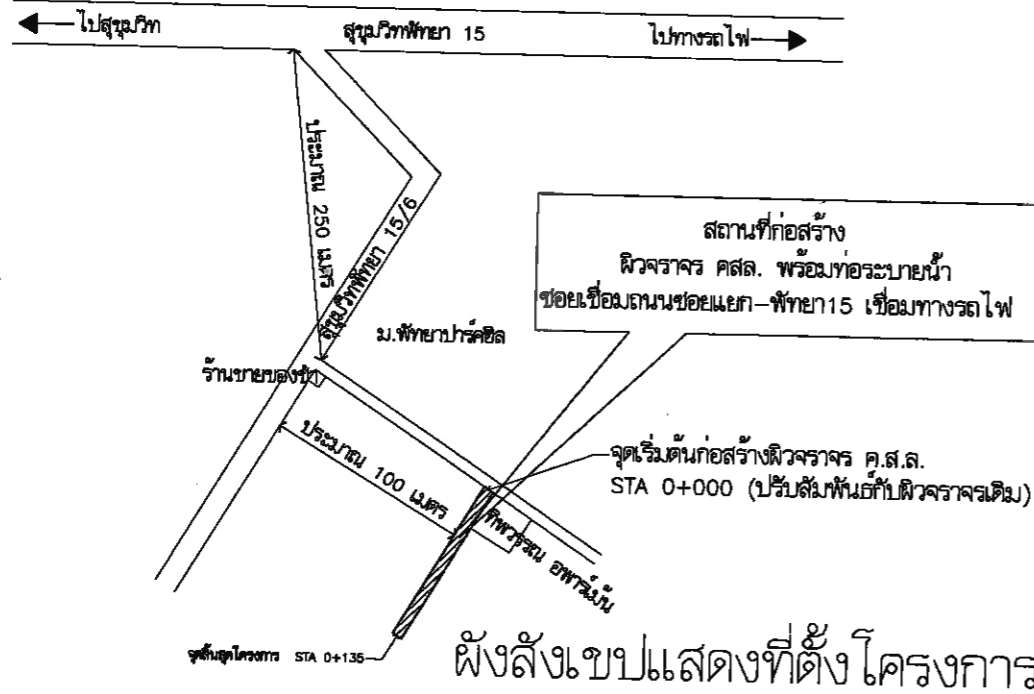 ไปสุขุมวิท
สุขุมวิทพัทยา 15
ไปทางรถไฟ
ประมาณ 250 เมตร
สุขุมวิทพัทยา 15/6
สถานที่ก่อสร้าง
ผิวจราจร คสล. พร้อมท่อระบายน้ำ
ซอยเชื่อมถนนซอยแยก-พัทยา15 เชื่อมทางรถไฟ
ม.พัทยาปาร์คฮิล
ร้านขายของชำ
ประมาณ 100 เมตร
จุดเริ่มต้นก่อสร้างผิวจราจร ค.ส.ล.
STA 0+000 (ปรับสัมพันธ์กับผิวจราจรเดิม)
ทิพวรรณ อพาร์เม้น
จุดสิ้นสุดโครงการ STA 0+135
ผังสังเขปแสดงที่ตั้งโครงการ